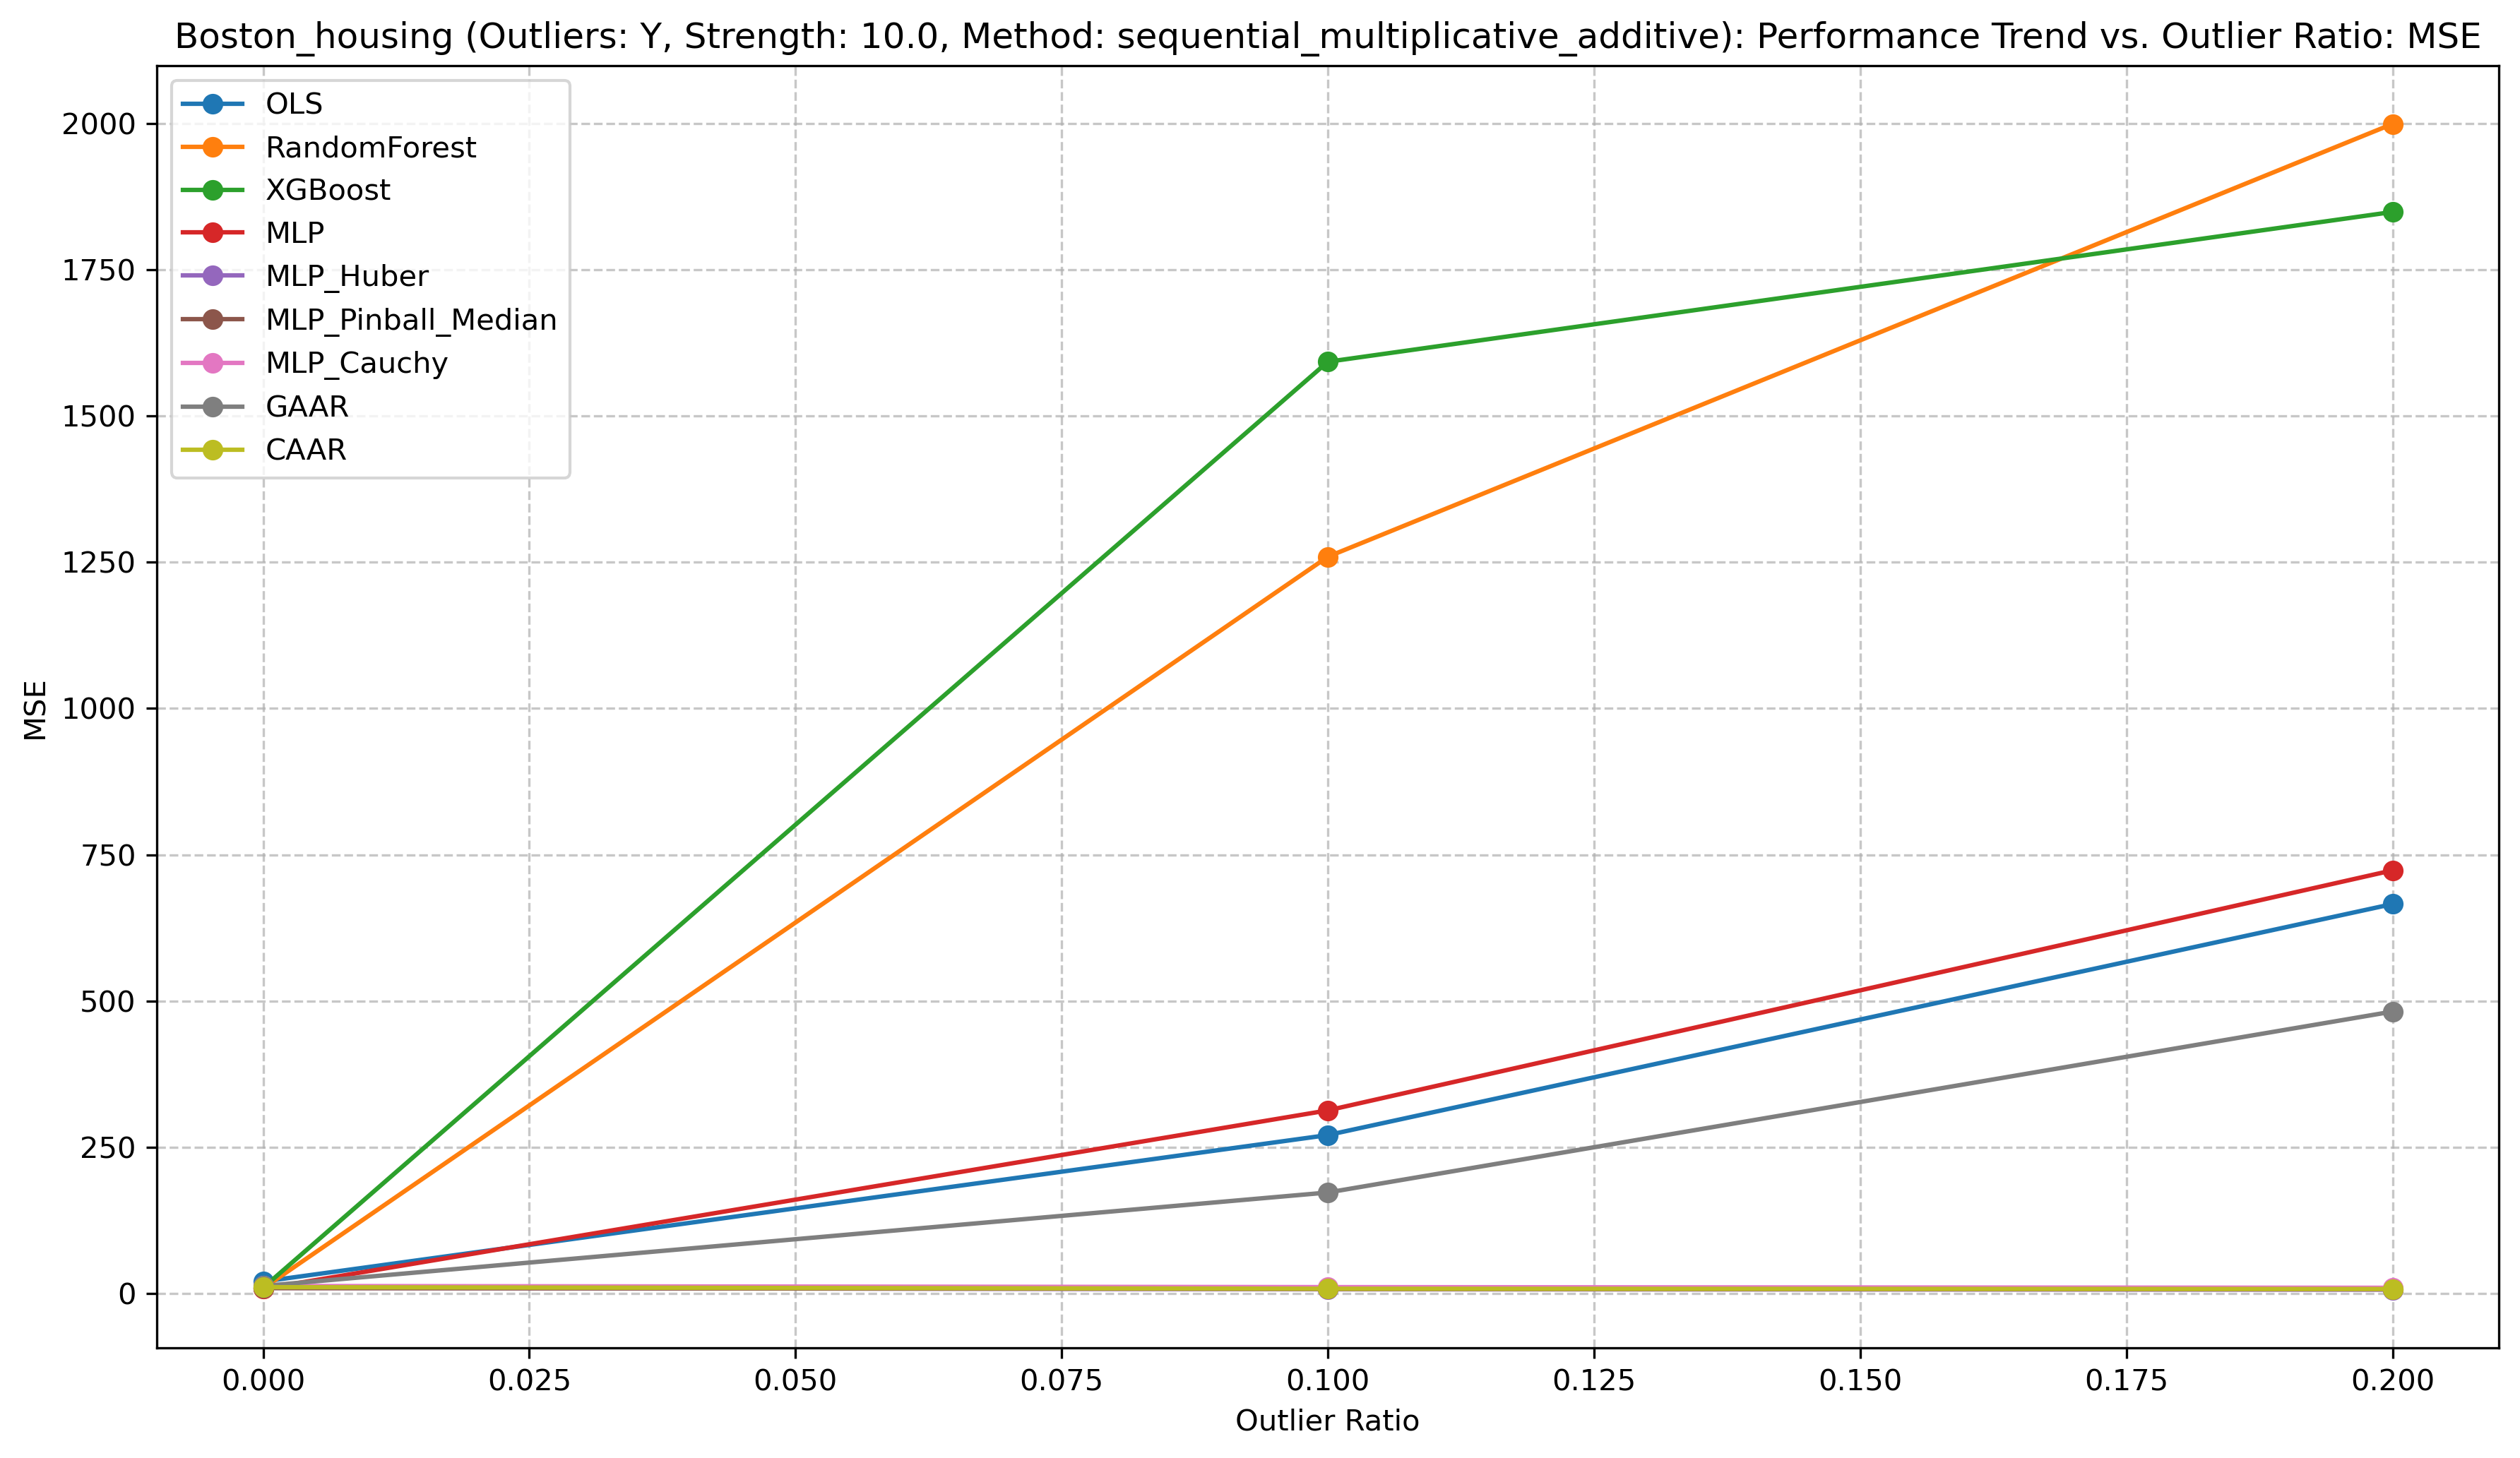 Boston_housing (Outliers: Y, Strength: 10.0, Method: sequential_multiplicative_additive): Performance Trend vs. Outlier Ratio: MSE
OLS
RandomForest
XGBoost
MLP
MLP_Huber
MLP_Pinball_Median
MLP_Cauchy
GAAR
CAAR
MSE
2000
1750
1500
1250
1000
750
500
250
0
0.000
0.025
0.050
0.075
0.100
0.125
0.150
0.175
0.200
Outlier Ratio